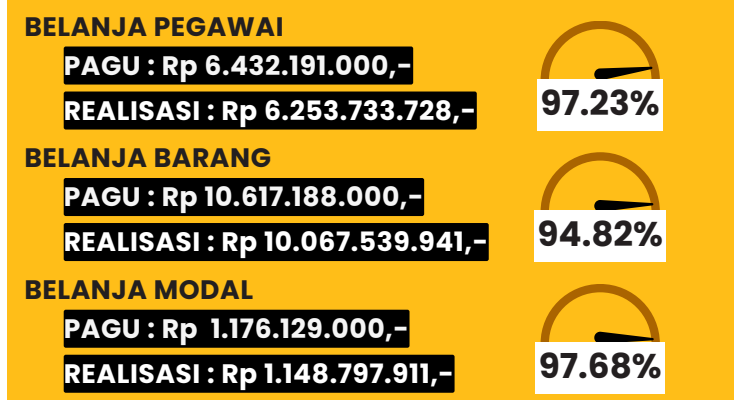 BELANJA PEGAWAI
PAGU : Rp 6.432.191.000,-
REALISASI : Rp 6.253.733.728,-
97.23%
BELANJA BARANG
PAGU : Rp 10.617.188.000,-
REALISASI : Rp 10.067.539.941,-
94.82%
BELANJA MODAL
PAGU : Rp 1.176.129.000,-
REALISASI : Rp 1.148.797.911,-
97.68%